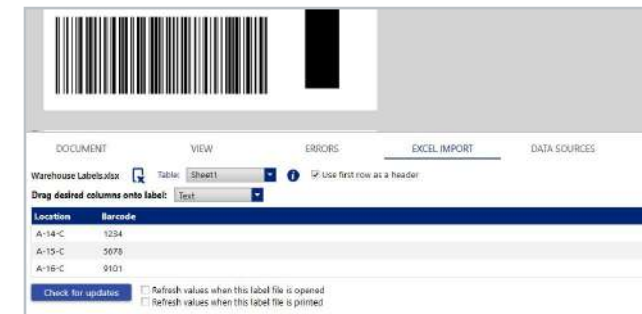 DOCUMENT VIEW ERRORS EXCEL IMPORT DATA SOURCES
Warehouse Labels.xlsx Table: Sheet1 Use first row as a header
Drag desired columns onto label: Text
Location Barcode
A-14-C 1234
A-15-C 5678
A-16-C 9101
Check for updates Refresh values when this label file is opened
Refresh values when this label file is printed